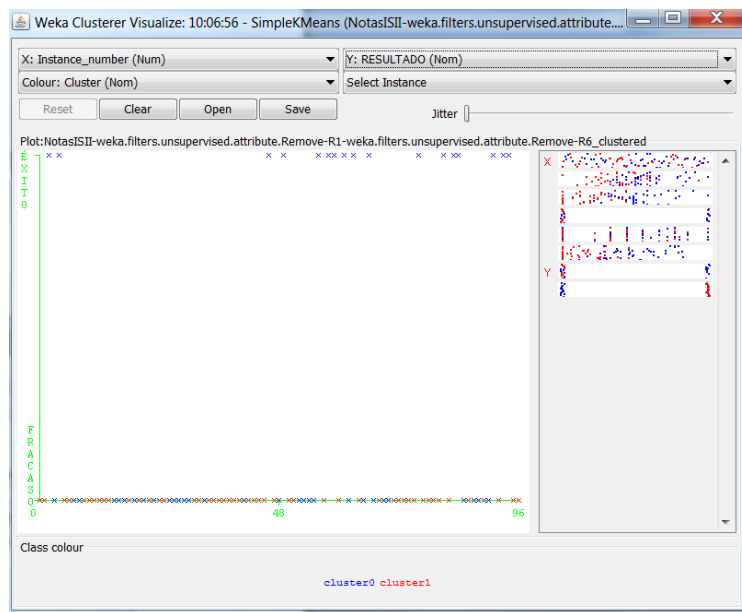 Weka Clusterer Visualize: 10:06:56 - SimpleKMeans (NotasISII-weka.filters.unsupervised.attribute....
X: Instance_number (Num)
Y: RESULTADO (Nom)
Colour: Cluster (Nom)
Select Instance
Reset
Clear
Open
Save
Jitter
Plot:NotasISII-weka.filters.unsupervised.attribute.Remove-R1-weka.filters.unsupervised.attribute.Remove-R6_clustered
ÉXITO
FRACASO
0
48
96
X
Y
Class colour
cluster0 cluster1